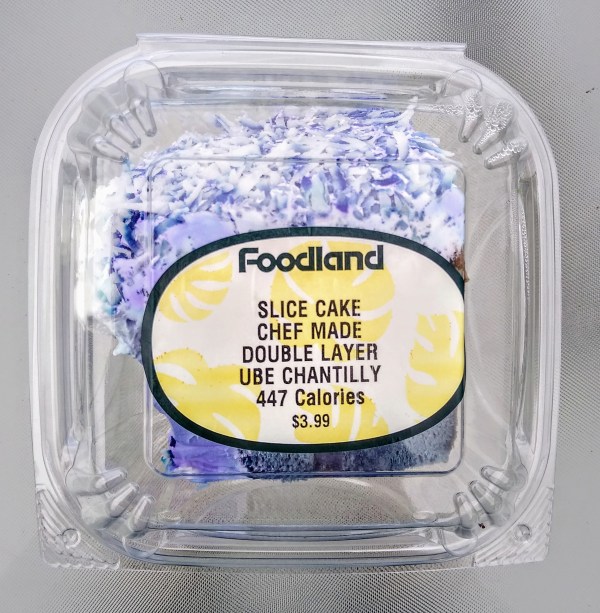 Foodland
SLICE CAKE
CHEF MADE
DOUBLE LAYER
UBE CHANTILLY
447 Calories
$3.99